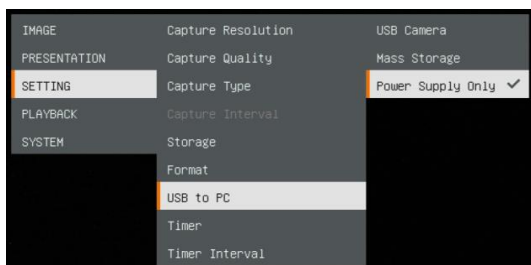 IMAGE
PRESENTATION
SETTING
PLAYBACK
SYSTEM
Capture Resolution
Capture Quality
Capture Type
Capture Interval
Storage
Format
USB to PC
Timer
Timer Interval
USB Camera
Mass Storage
Power Supply Only